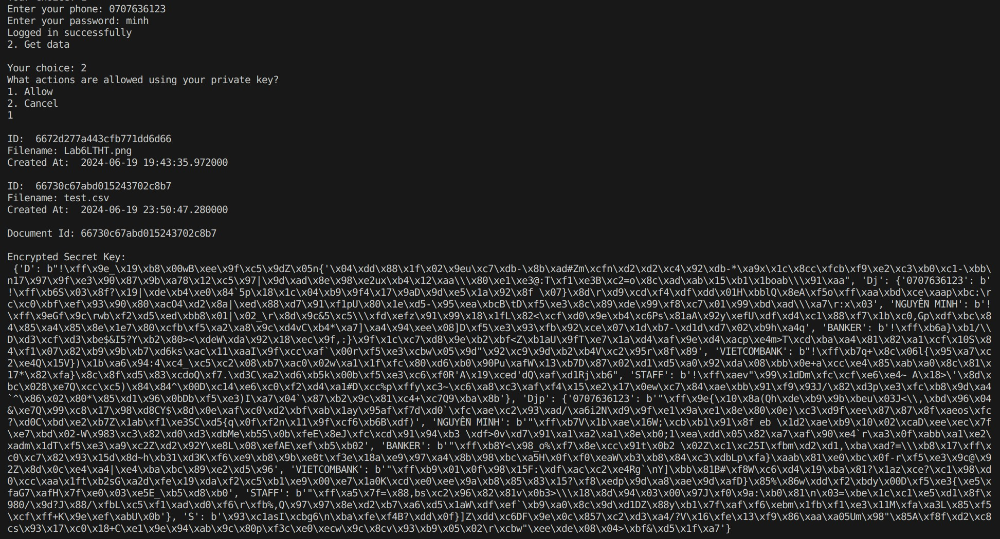 Enter your phone: 0707636123
Enter your password: minh
Logged in successfully
2. Get data
Your choice: 2
What actions are allowed using your private key?
1. Allow
2. Cancel
1
ID:  6672d277a443cfb771dd6d66
Filename: Lab6LTHT.png
Created At:  2024-06-19 19:43:35.972000
ID:  66730c67abd015243702c8b7
Filename: test.csv
Created At:  2024-06-19 23:50:47.280000
Document Id: 66730c67abd015243702c8b7
Encrypted Secret Key:
 {'D': b"!\xff\x9e_\x19\xb8\x00wB\xee\x9f\xc5\x9dZ\x05n{'\x04\xdd\x88\x1f\x02\x9eu\xc7\xdb-\x8b\xad#Zm\xcfn\xd2\xd2\xc4\x92\xdb-*\xa9x\x1c\x8cc\xfcb\xf9\xe2\xc3\xb0\xc1-\xbb\
n17\x97\x9f\xe3\x90\x87\x9b\xa78\x12\xc5\x97|\x9d\xad\x8e\x98\xe2ux\xb4\x12\xaa\\\x80\xe1\xe3@:T\xf1\xe3B\xc2=o\x8c\xad\xab\x15\xb1\x1boab\\\x91\xaa", 'Dj': {'0707636123': b'
!\xff\xb6S\x03\x8f?\x19|\xde\xb4\xe0\x84`5p\x18\x1c\x04\xb9\x9f4\x17\x9aD\x9d\xe5\x1a\x92\x8f \x07}\x8d\r\xd9\xcd\xf4\xdf\xdd\x01H\xbblQ\x8eA\xf5o\xff\xaa\xbd\xce\xaap\xbc:\r
c\xc0\xbf\xef\x93\x90\x80\xacO4\xd2\x8a|\xed\x88\xd7\x91\xf1pU\x80\x1e\xd5-\x95\xea\xbcB\tD\xf5\xe3\x8c\x89\xde\x99\xf8\xc7\x01\x99\xbd\xad\\\xa7\r:x\x03', 'NGUYỄN MINH': b'!
\xff\x9eGf\x9c\rwb\xf2\xd5\xed\xbb8\x01|\x02_\r\x8d\x9c&5\xc5\\\xfd\xefz\x91\x99\x18\x1fL\x82<\xcf\xd0\x9e\xb4\xc6Ps\x81aA\x92y\xefU\xdf\xd4\xc1\x88\xf7\x1b\xc0,Gp\xdf\xbc\x8
4\x85\xa4\x85\x8e\x1e7\x80\xcfb\xf5\xa2\xa8\x9c\xd4vC\xb4*\xa7]\xa4\x94\xee\x08]D\xf5\xe3\x93\xfb\x92\xce\x07\x1d\xb7-\xd1d\xd7\x02\xb9h\xa4q', 'BANKER': b'!\xff\xb6a}\xb1/\\
D\xd3\xcf\xd3\xbe$&I5?Y\xb2\x80><\xdeW\xda\x92\x18\xec\x9f,:}\x9f\x1c\xc7\xd8\x9e\xb2\xbf<Z\xb1aU\x9fT\xe7\x1a\xd4\xaf\x9e\xd4\xacp\xe4m>T\xcd\xba\xa4\x81\x82\xa1\xcf\x10S\x8
4\xf1\x07\x82\xb9\x9b\xb7\xd6ks\xac\x11\xaaI\x9f\xcc\xaf`\x00r\xf5\xe3\xcbw\x05\x9d"\x92\xc9\x9d\xb2\xb4V\xc2\x95r\x8f\x89', 'VIETCOMBANK': b"!\xff\xb7q+\x8c\x06l{\x95\xa7\xc
2\xe4Q\x15V})\x1b\xa6\x94:4\xc4_\xc5\xc2\x08\xb7\xac0\x02w\xa1\x1f\xfc\x80\xd6\xb0\x90Pu\xafW\x13\xb7D\x87\x02\xd1\xd5\xa0\x92\xda\x08\xbb\x0e+a\xcc\xe4\x85\xab\xa0\x8c\x81\x
17*\x82\xfa}\x8c\x8f\xd5\x83\xcdoQ\xf7.\xd3C\xa2\xd6\xb5k\x00b\xf5\xe3\xc6\xf0R'A\x19\xced'dQ\xaf\xd1Rj\xb6", 'STAFF': b'!\xff\xaev"\x99\x1dDm\xfc\xcf\xe6\xe4~ A\x18>\'\x8d\x
bc\x028\xe7Q\xcc\xc5)\x84\x84^\x00D\xc14\xe6\xc0\xf2\xd4\xa1#D\xcc%p\xffy\xc3~\xc6\xa8\xc3\xaf\xf4\x15\xe2\x17\x0ew\xc7\x84\xae\xbb\x91\xf9\x93J/\x82\xd3p\xe3\xfc\xb8\x9d\xa4
`^\x86\x02\x80*\x85\xd1\x96\x0bDb\xf5\xe3)I\xa7\x04`\x87\xb2\x9c\x81\xc4+\xc7Q9\xba\x8b'}, 'Djp': {'0707636123': b'"\xff\x9e{\x10\x8a(Qh\xde\xb9\x9b\xbeu\x03J<\\,\xbd\x96\x04
&\xe7Q\x99\xc8\x17\x98\xd8CY$\x8d\x0e\xaf\xc0\xd2\xbf\xab\x1ay\x95af\xf7d\xd0`\xfc\xae\xc2\x93\xad/\xa6i2N\xd9\x9f\xe1\x9a\xe1\x8e\x80\x0e)\xc3\xd9f\xee\x87\x87\x8f\xaeos\xfc
?\xd0C\xbd\xe2\xb7Z\x1ab\xf1\xe3SC\xd5{q\x0f\xf2n\x11\x9f\xcf6\xb6B\xdf)', 'NGUYỄN MINH': b'"\xff\xb7V\x1b\xae\x16W;\xcb\xb1\x91\x8f eb \x1d2\xae\xb9\x10\x02\xcaD\xee\xec\x7f
\xe7\xbd\x02-W\x983\xc3\x82\xd0\xd3\xdbMe\xb5S\x0b\xfeE\x8eJ\xfc\xcd\x91\x94\xb3 \xdf>0v\xd7\x91\xa1\xa2\xa1\x8e\xb0;1\xea\xdd\x05\x82\xa7\xaf\x90\xe4`r\xa3\x0f\xabb\xa1\xe2\
xadm\x1dT\xf5\xe3\xa9\xc2Z\xd2\x92Y\xe8L\x08\xefAE\xef\xb5\xb02', 'BANKER': b'"\xff\xb8Y<\x98_o%\xf7\x8e\xcc\x91t\x0b2 \x02Z\xc1\xc25I\xfbm\xd2\xd1,\xba\xad?=\\\xb8\x17\xff\x
c0\xc7\x82\x93\x15d\x8d~h\xb31\xd3K\xf6\xe9\xb8\x9b\xe8t\xf3e\x18a\xe9\x97\xa4\x8b\x98\xbc\xa5H\x0f\xf0\xeaW\xb3\xb8\x84\xc3\xdbLp\xfa}\xaab\x81\xe0\xbc\x0f-r\xf5\xe3\x9c@\x9
2Z\x8d\x0c\xe4\xa4|\xe4\xba\xbc\x89\xe2\xd5\x96', 'VIETCOMBANK': b'"\xff\xb9\x01\x0f\x98\x15F:\xdf\xac\xc2\xe4Rg`\nY]\xbb\x81B#\xf8W\xc6\xd4\x19\xba\x81?\x1az\xce?\xc1\x98\xd
0\xcc\xaa\x1ft\xb2sG\xa2d\xfe\x19\xda\xf2\xc5\xb1\xe9\x00\xe7\x1a0K\xcd\xe0\xee\x9a\xb8\x85\x83\x15?\xf8\xedp\x9d\xa8\xae\x9d\xafD}\x85%\x86w\xdd\xf2\xbdy\x00D\xf5\xe3{\xe5\x
faG7\xafH\x7f\xe0\x03\xe5E_\xb5\xd8\xb0', 'STAFF': b'"\xff\xa5\x7f=\x88,bs\xc2\x96\x82\x81v\x0b3>\\\x18\x8d\x94\x03\x00\x97J\xf0\x9a:\xb0\x81\n\x03=\xbe\x1c\xc1\xe5\xd1\x8f\x
980/\x9d?J\x88/\xfbL\xc5\xf1\xad\xd0\xf6\r\xfb%,Q\x97\x97\x8e\xd2\xb7\xa6\xd5\x1aW\xdf\xef`\xb9\xa0\x8c\x9d\xd1DZ\x88y\xb1\x7f\xaf\xf6\xebm\x1fb\xf1\xe3\x11M\xfa\xa3L\x85\xf5
\xcf\xff+K\x9e\xef\xabU\x0b'}, 'S': b'\x93\xc1asI\xcbg6\n\xba\xfe\xf4B?\xdd\x0f}]Z\xdd\xc6DF\x9e\x0c\x857\xc2\xd3\xa4/?V\x16\xfe\x13\xf9\x86\xaa\xa05Um\x98"\x85A\xf8f\xd2\xc8
cs\x93\x17\xc0\x18+C\xe1\x9e\x94\xab\x9c\x80p\xf3c\xe0\xecw\x9c\x8cv\x93\xb9\x05\x02\r\xcbw"\xee\xde\x08\x04>\xbf&\xd5\x1f\xa7'}